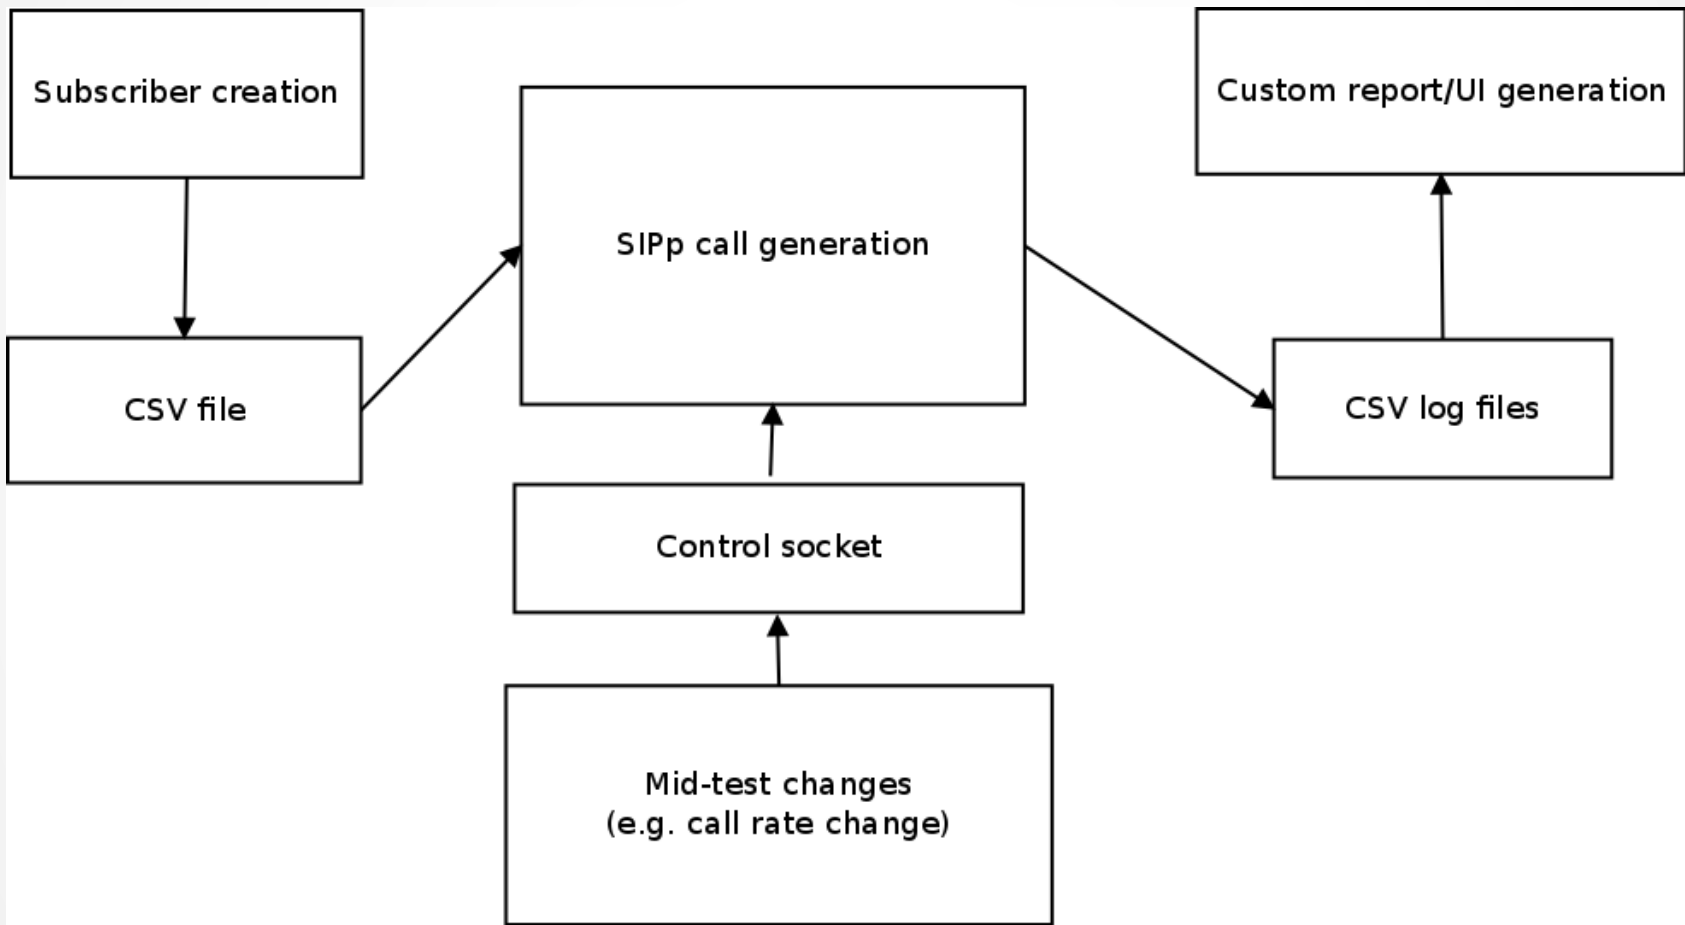 Subscriber creation
Custom report/UI generation
SIPp call generation
CSV file
CSV log files
Control socket
Mid-test changes
(e.g. call rate change)